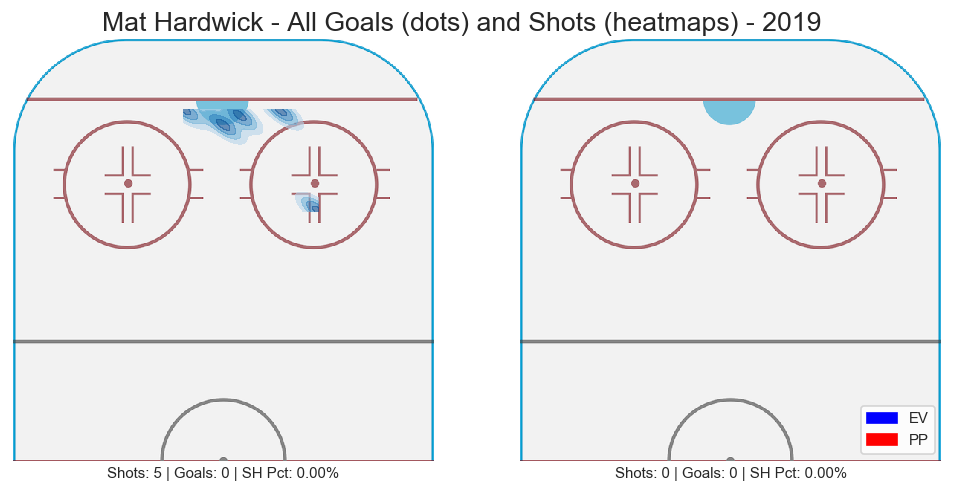 Mat Hardwick - All Goals (dots) and Shots (heatmaps) - 2019
EV
PP
Shots: 5 | Goals: 0 | SH Pct: 0.00%
Shots: 0 | Goals: 0 | SH Pct: 0.00%